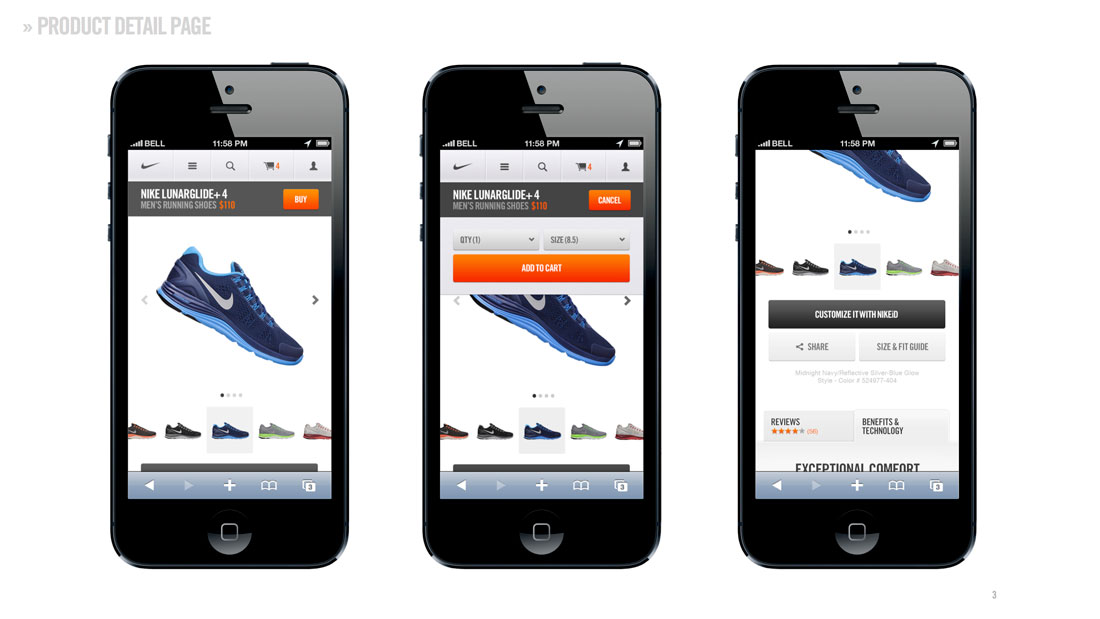 » PRODUCT DETAIL PAGE
BELL 11:58 PM
4
NIKE LUNARGLIDE+ 4
MEN'S RUNNING SHOES $110
BUY
3
BELL 11:58 PM
4
NIKE LUNARGLIDE+ 4
MEN'S RUNNING SHOES $110
CANCEL
QTY (1)
SIZE (8.5)
ADD TO CART
3
BELL 11:58 PM
CUSTOMIZE IT WITH NIKEiD
SHARE
SIZE & FIT GUIDE
Midnight Navy/Reflective Silver-Blue Glow
Style - Color # 524977-404
REVIEWS
(98)
BENEFITS &
TECHNOLOGY
EXCEPTIONAL COMFORT
3
3